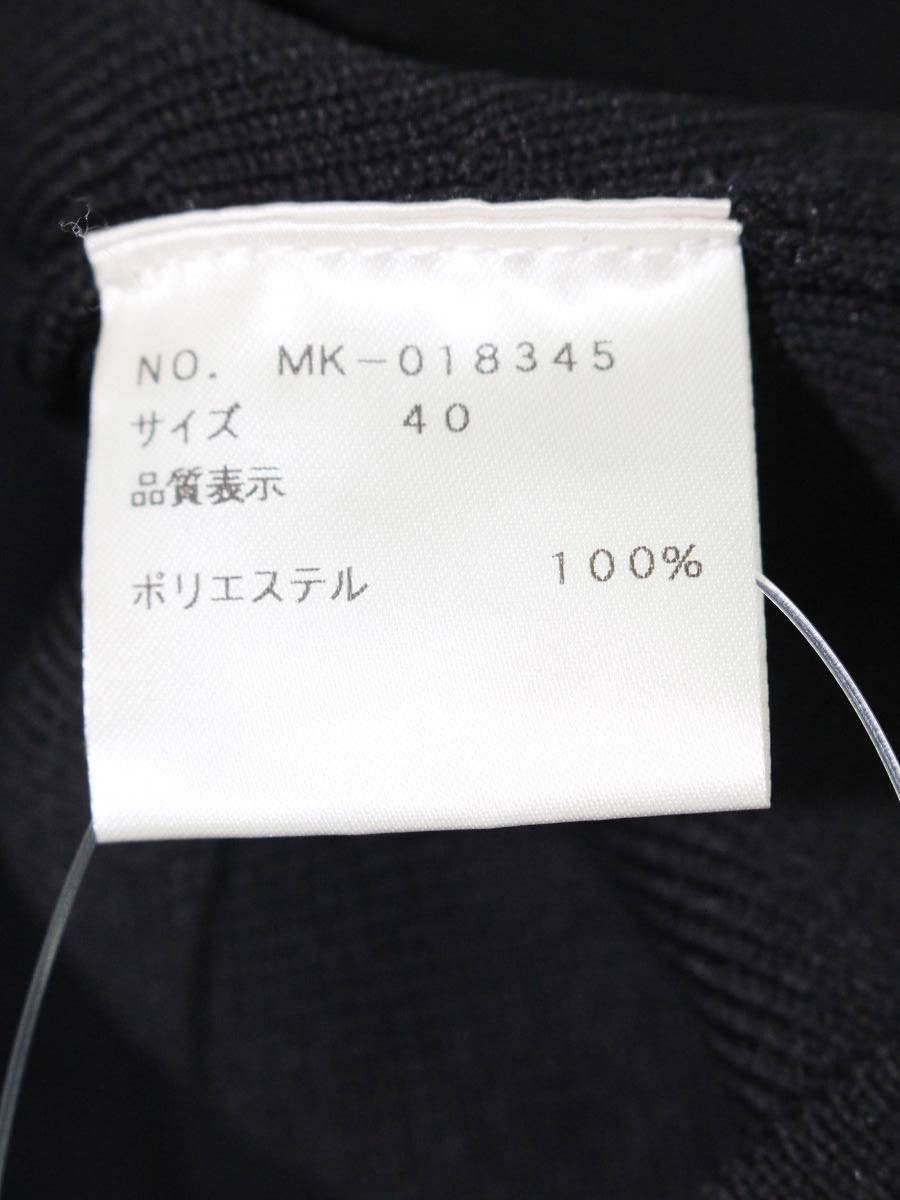 NO. MK-018345
サイズ 40
品質表示
ポリエステル 100%